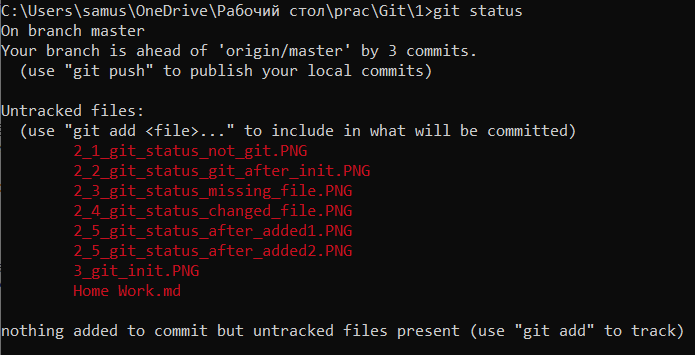 C:\Users\samus\OneDrive\Рабочий стол\prac\Git\1>git status
On branch master
Your branch is ahead of 'origin/master' by 3 commits.
  (use "git push" to publish your local commits)

Untracked files:
  (use "git add <file>..." to include in what will be committed)
        2_1_git_status_not_git.PNG
        2_2_git_status_git_after_init.PNG
        2_3_git_status_missing_file.PNG
        2_4_git_status_changed_file.PNG
        2_5_git_status_after_added1.PNG
        2_5_git_status_after_added2.PNG
        3_git_init.PNG
        Home Work.md

nothing added to commit but untracked files present (use "git add" to track)